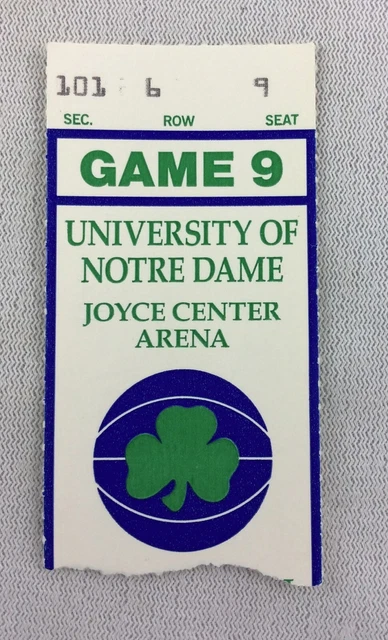 101 6 9
SEC. ROW SEAT
GAME 9
UNIVERSITY OF
NOTRE DAME
JOYCE CENTER
ARENA